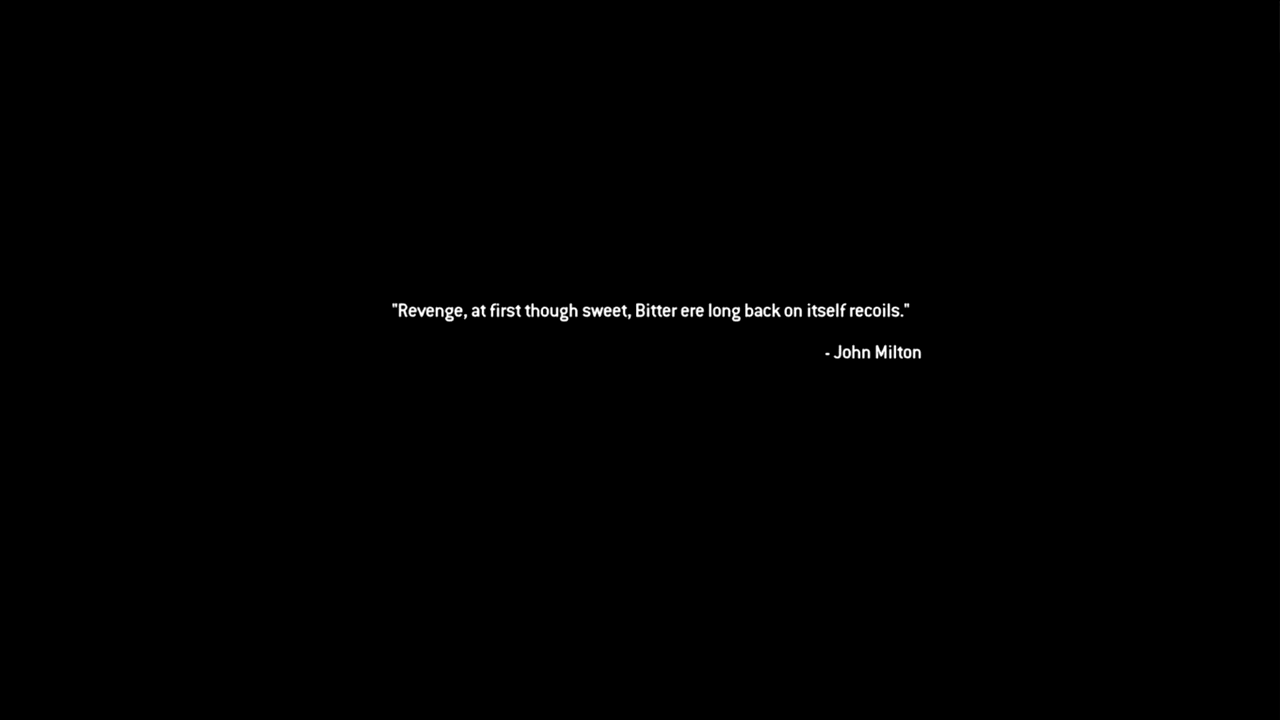 "Revenge, at first though sweet, Bitter ere long back on itself recoils."
- John Milton